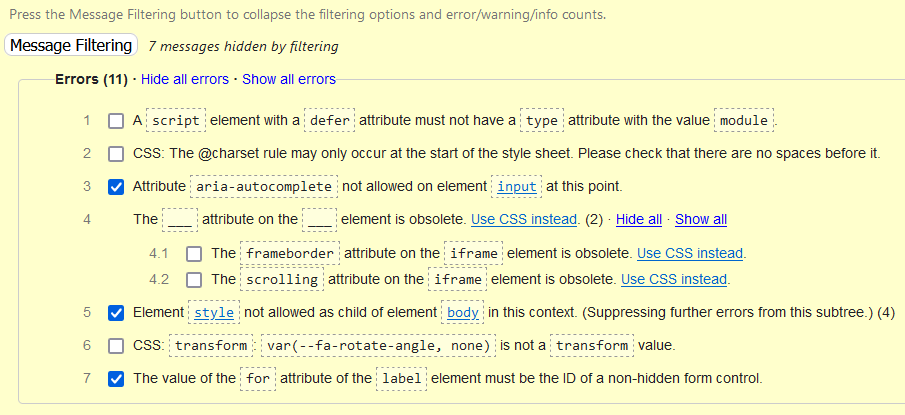 Press the Message Filtering button to collapse the filtering options and error/warning/info counts.
Message Filtering 7 messages hidden by filtering
Errors (11) · Hide all errors · Show all errors
1 A script element with a defer attribute must not have a type attribute with the value module.
2 CSS: The @charset rule may only occur at the start of the style sheet. Please check that there are no spaces before it.
3 Attribute aria-autocomplete not allowed on element input at this point.
4 The ___ attribute on the ___ element is obsolete. Use CSS instead. (2) · Hide all · Show all
4.1 The frameborder attribute on the iframe element is obsolete. Use CSS instead.
4.2 The scrolling attribute on the iframe element is obsolete. Use CSS instead.
5 Element style not allowed as child of element body in this context. (Suppressing further errors from this subtree.) (4)
6 CSS: transform: var(--fa-rotate-angle, none) is not a transform value.
7 The value of the for attribute of the label element must be the ID of a non-hidden form control.